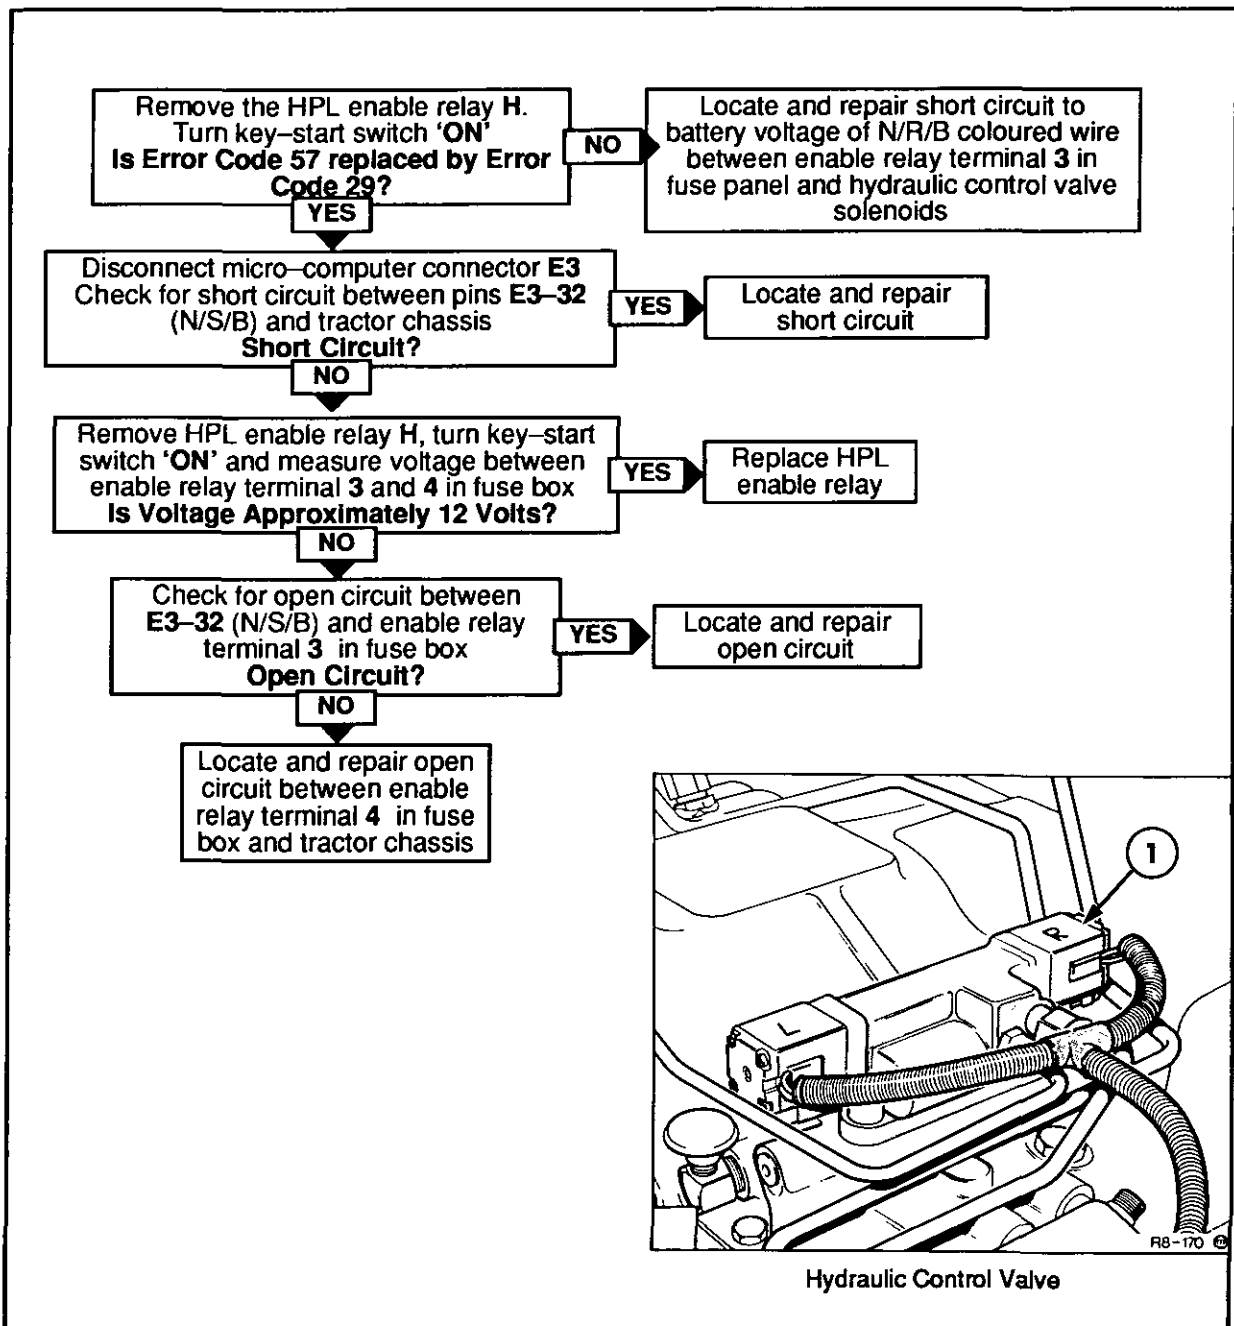 Remove the HPL enable relay H.
Turn key–start switch ‘ON’
Is Error Code 57 replaced by Error
Code 29?
NO
Locate and repair short circuit to
battery voltage of N/R/B coloured wire
between enable relay terminal 3 in
fuse panel and hydraulic control valve
solenoids
YES
Disconnect micro–computer connector E3
Check for short circuit between pins E3–32
(N/S/B) and tractor chassis
Short Circuit?
YES
Locate and repair
short circuit
NO
Remove HPL enable relay H, turn key–start
switch ‘ON’ and measure voltage between
enable relay terminal 3 and 4 in fuse box
Is Voltage Approximately 12 Volts?
YES
Replace HPL
enable relay
NO
Check for open circuit between
E3–32 (N/S/B) and enable relay
terminal 3 in fuse box
Open Circuit?
YES
Locate and repair
open circuit
NO
Locate and repair open
circuit between enable
relay terminal 4 in fuse
box and tractor chassis
1
R
L
R8-170
Hydraulic Control Valve